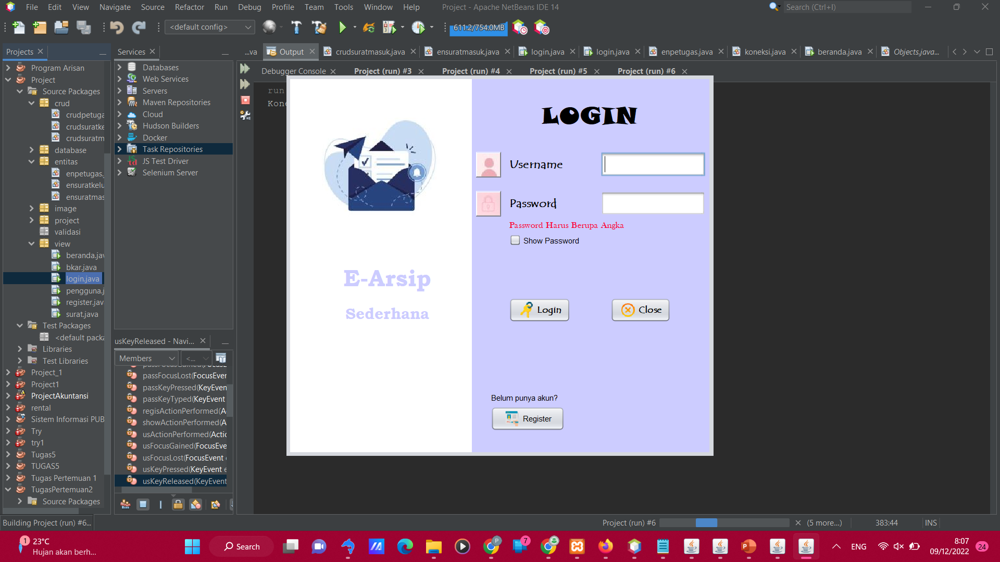 File Edit View Navigate Source Refactor Run Debug Profile Team Tools Window Help Project - Apache NetBeans IDE 14 Search (Ctrl+I)
<default config> 611.2/754.0MB
Projects Services ...va Output crudsuratmasuk.java ensuratmasuk.java login.java login.java enpetugas.java koneksi.java beranda.java Objects.java...
Debugger Console Project (run) #3 Project (run) #4 Project (run) #5 Project (run) #6
Program Arisan
Project
Source Packages
crud
crudpetuga
crudsuratke
crudsuratm
database
entitas
enpetugas.
ensuratkelu
ensuratmas
image
project
validasi
view
beranda.jav
bkar.java
login.java
pengguna.j
register.jav
surat.java
Test Packages
<default packa
Libraries
Test Libraries
Project_1
Project1
ProjectAkuntansi
rental
Sistem Informasi PUB
Try
try1
Tugas5
TUGAS5
Tugas Pertemuan 1
TugasPertemuan2
Source Packages
Databases
Web Services
Servers
Maven Repositories
Cloud
Hudson Builders
Docker
Task Repositories
JS Test Driver
Selenium Server
usKeyReleased - Navi...
Members <...
passFocusLost(FocusEven
passKeyPressed(KeyEven
passKeyTyped(KeyEvent
regisActionPerformed(A
showActionPerformed(A
usActionPerformed(Actio
usFocusGained(FocusEve
usFocusLost(FocusEvent
usKeyPressed(KeyEvent e
usKeyReleased(KeyEvent
run
Kone
E-Arsip
Sederhana
LOGIN
Username
Password
Password Harus Berupa Angka
Show Password
Login Close
Belum punya akun?
Register
Building Project (run) #6... Project (run) #6 (5 more...) 383:44 INS
1 23°C
Hujan akan berh...
Search
P
7
ENG
8:07
09/12/2022
24